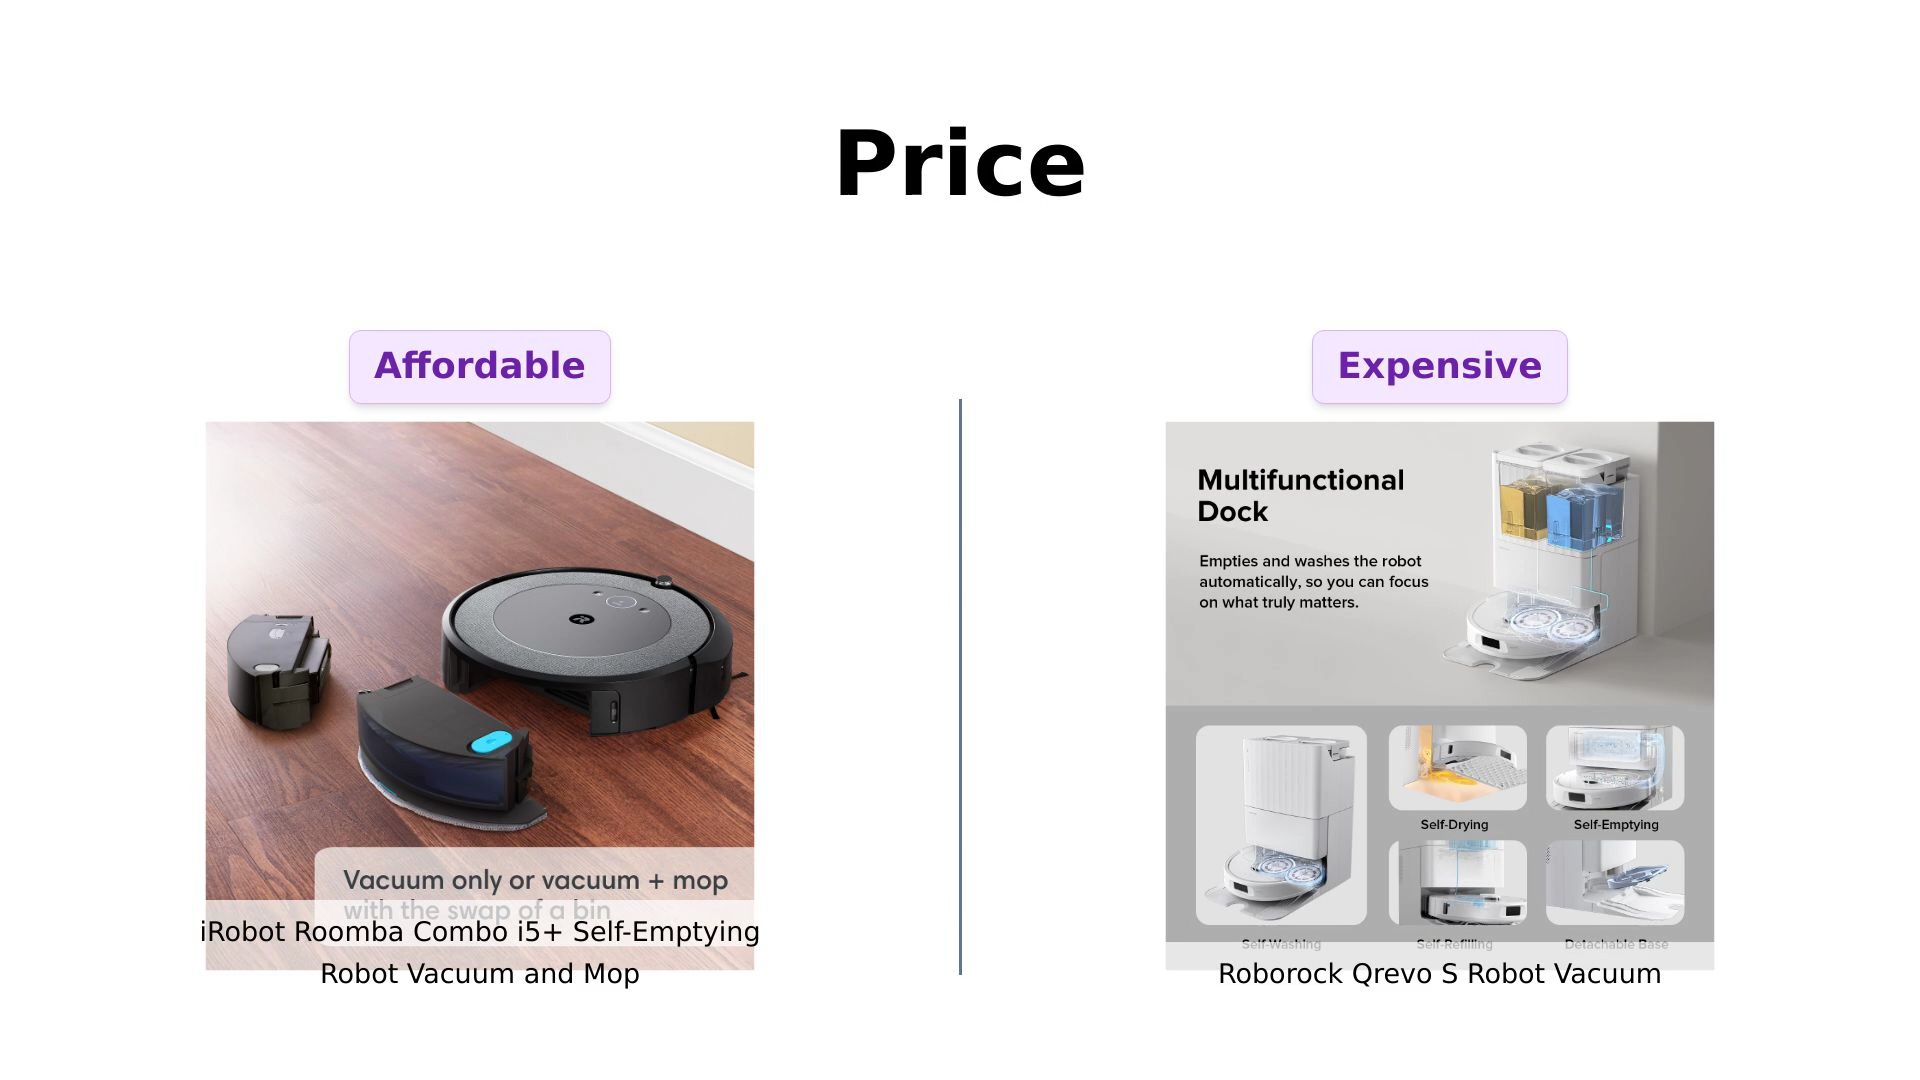 Price
Affordable
Vacuum only or vacuum + mop
with the swap of a bin
iRobot Roomba Combo i5+ Self-Emptying
Robot Vacuum and Mop
Expensive
Multifunctional
Dock
Empties and washes the robot
automatically, so you can focus
on what truly matters.
Self-Drying
Self-Emptying
Self-Washing
Self-Refilling
Detachable Base
Roborock Qrevo S Robot Vacuum